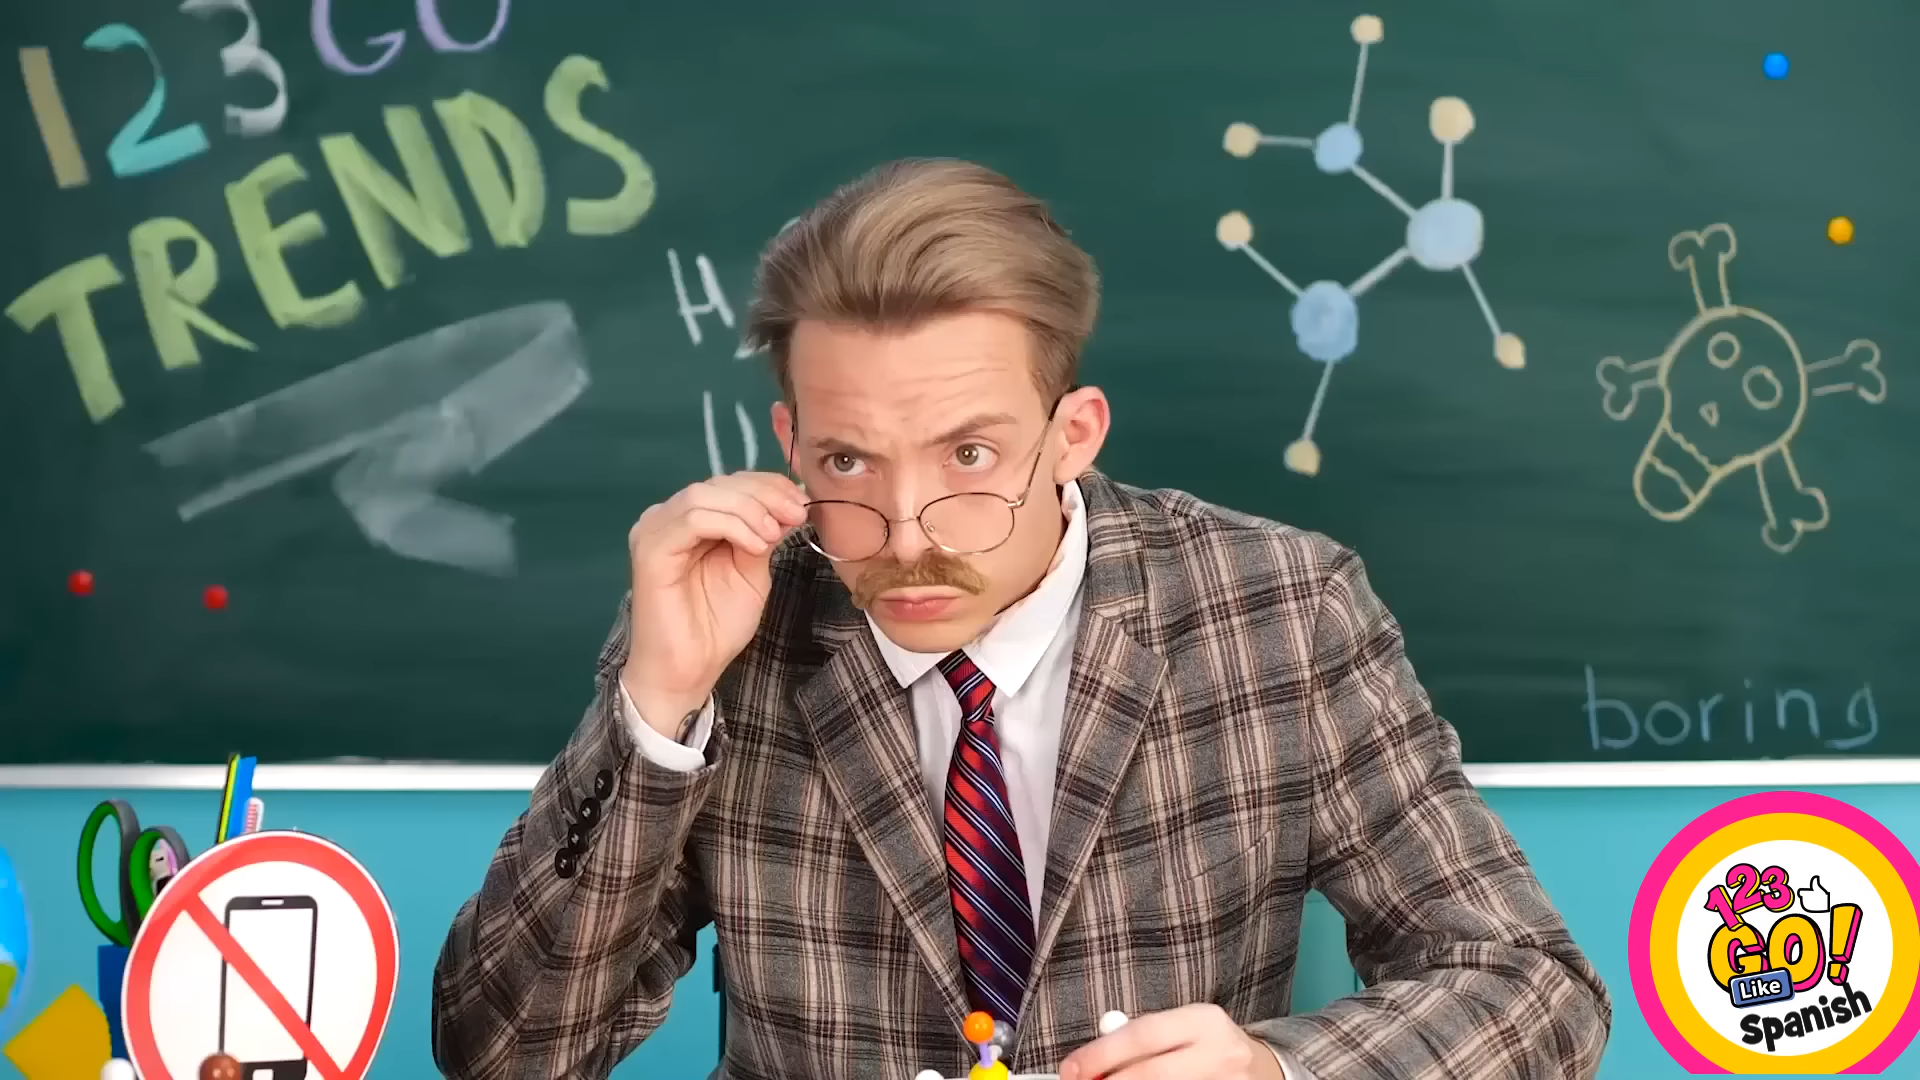 123 GO
TRENDS
H
boring
123
GO!
Like
Spanish